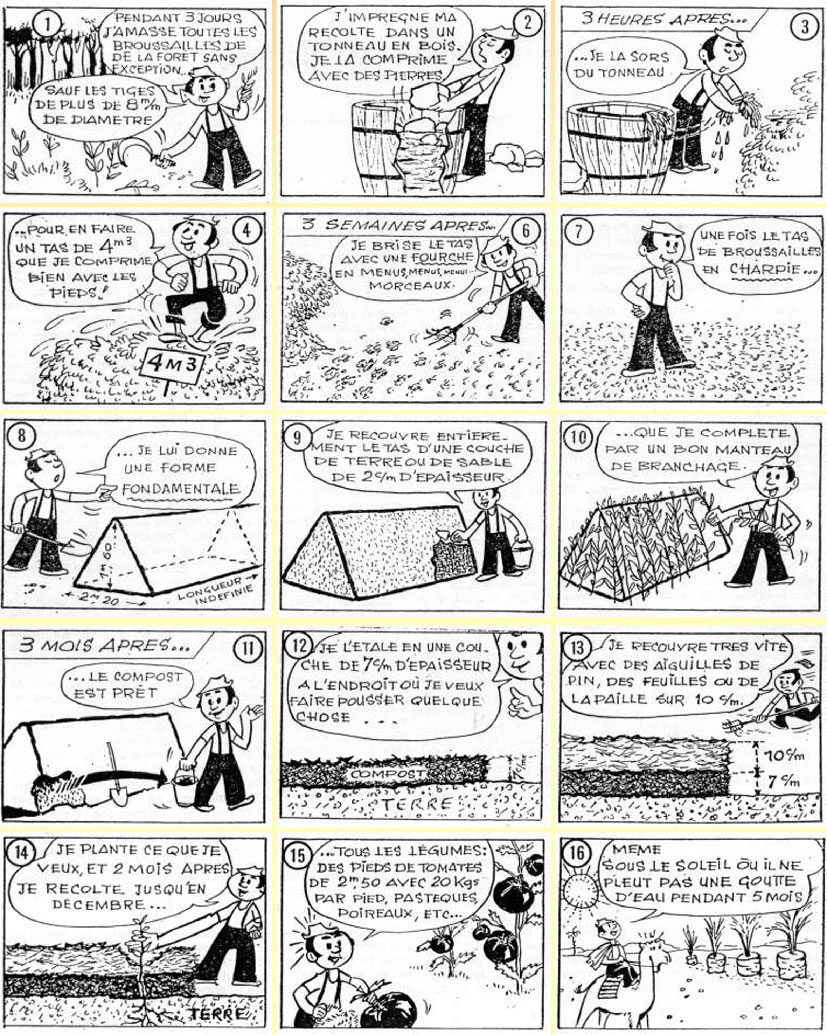 1
PENDANT 3 JOURS
J'AMASSE TOUTES LES
BROUSSAILLES DE
DE LA FORET SANS
EXCEPTION...
SAUF LES TIGES
DE PLUS DE 8 m/m
DE DIAMETRE
2
J'IMPREGNE MA
RECOLTE DANS UN
TONNEAU EN BOIS.
JE LA COMPRIME
AVEC DES PIERRES
3 HEURES APRES...
3
...JE LA SORS
DU TONNEAU
...POUR EN FAIRE
UN TAS DE 4m3
QUE JE COMPRIME
BIEN AVEC LES
PIEDS!
4
4M3
3 SEMAINES APRES...
6
JE BRISE LE TAS
AVEC UNE FOURCHE
EN MENUS, MENUS, MENUS
MORCEAUX.
7
UNE FOIS LE TAS
DE BROUSSAILLES
EN CHARPIE...
8
...JE LUI DONNE
UNE FORME
FONDAMENTALE
1M60
2M20
LONGUEUR
INDEFINIE
9
JE RECOUVRE ENTIERE-
MENT LE TAS D'UNE COUCHE
DE TERRE OU DE SABLE
DE 2 c/m D'EPAISSEUR
10
...QUE JE COMPLETE
PAR UN BON MANTEAU
DE BRANCHAGE.
3 MOIS APRES...
11
...LE COMPOST
EST PRÊT
12
JE L'ETALE EN UNE COU-
CHE DE 7 c/m D'EPAISSEUR
A L'ENDROIT OÙ JE VEUX
FAIRE POUSSER QUELQUE
CHOSE ...
COMPOST
7 c/m
TERRE
13
JE RECOUVRE TRES VITE
AVEC DES AIGUILLES DE
PIN, DES FEUILLES OU DE
LA PAILLE SUR 10 c/m.
10 c/m
7 c/m
14
JE PLANTE CE QUE JE
VEUX, ET 2 MOIS APRES
JE RECOLTE JUSQU'EN
DECEMBRE...
TERRE
15
...TOUS LES LÉGUMES:
DES PIEDS DE TOMATES
DE 2m50 AVEC 20 Kgs
PAR PIED, PASTEQUES,
POIREAUX, ETC...
16
MEME
SOUS LE SOLEIL OÙ IL NE
PLEUT PAS UNE GOUTTE
D'EAU PENDANT 5 MOIS